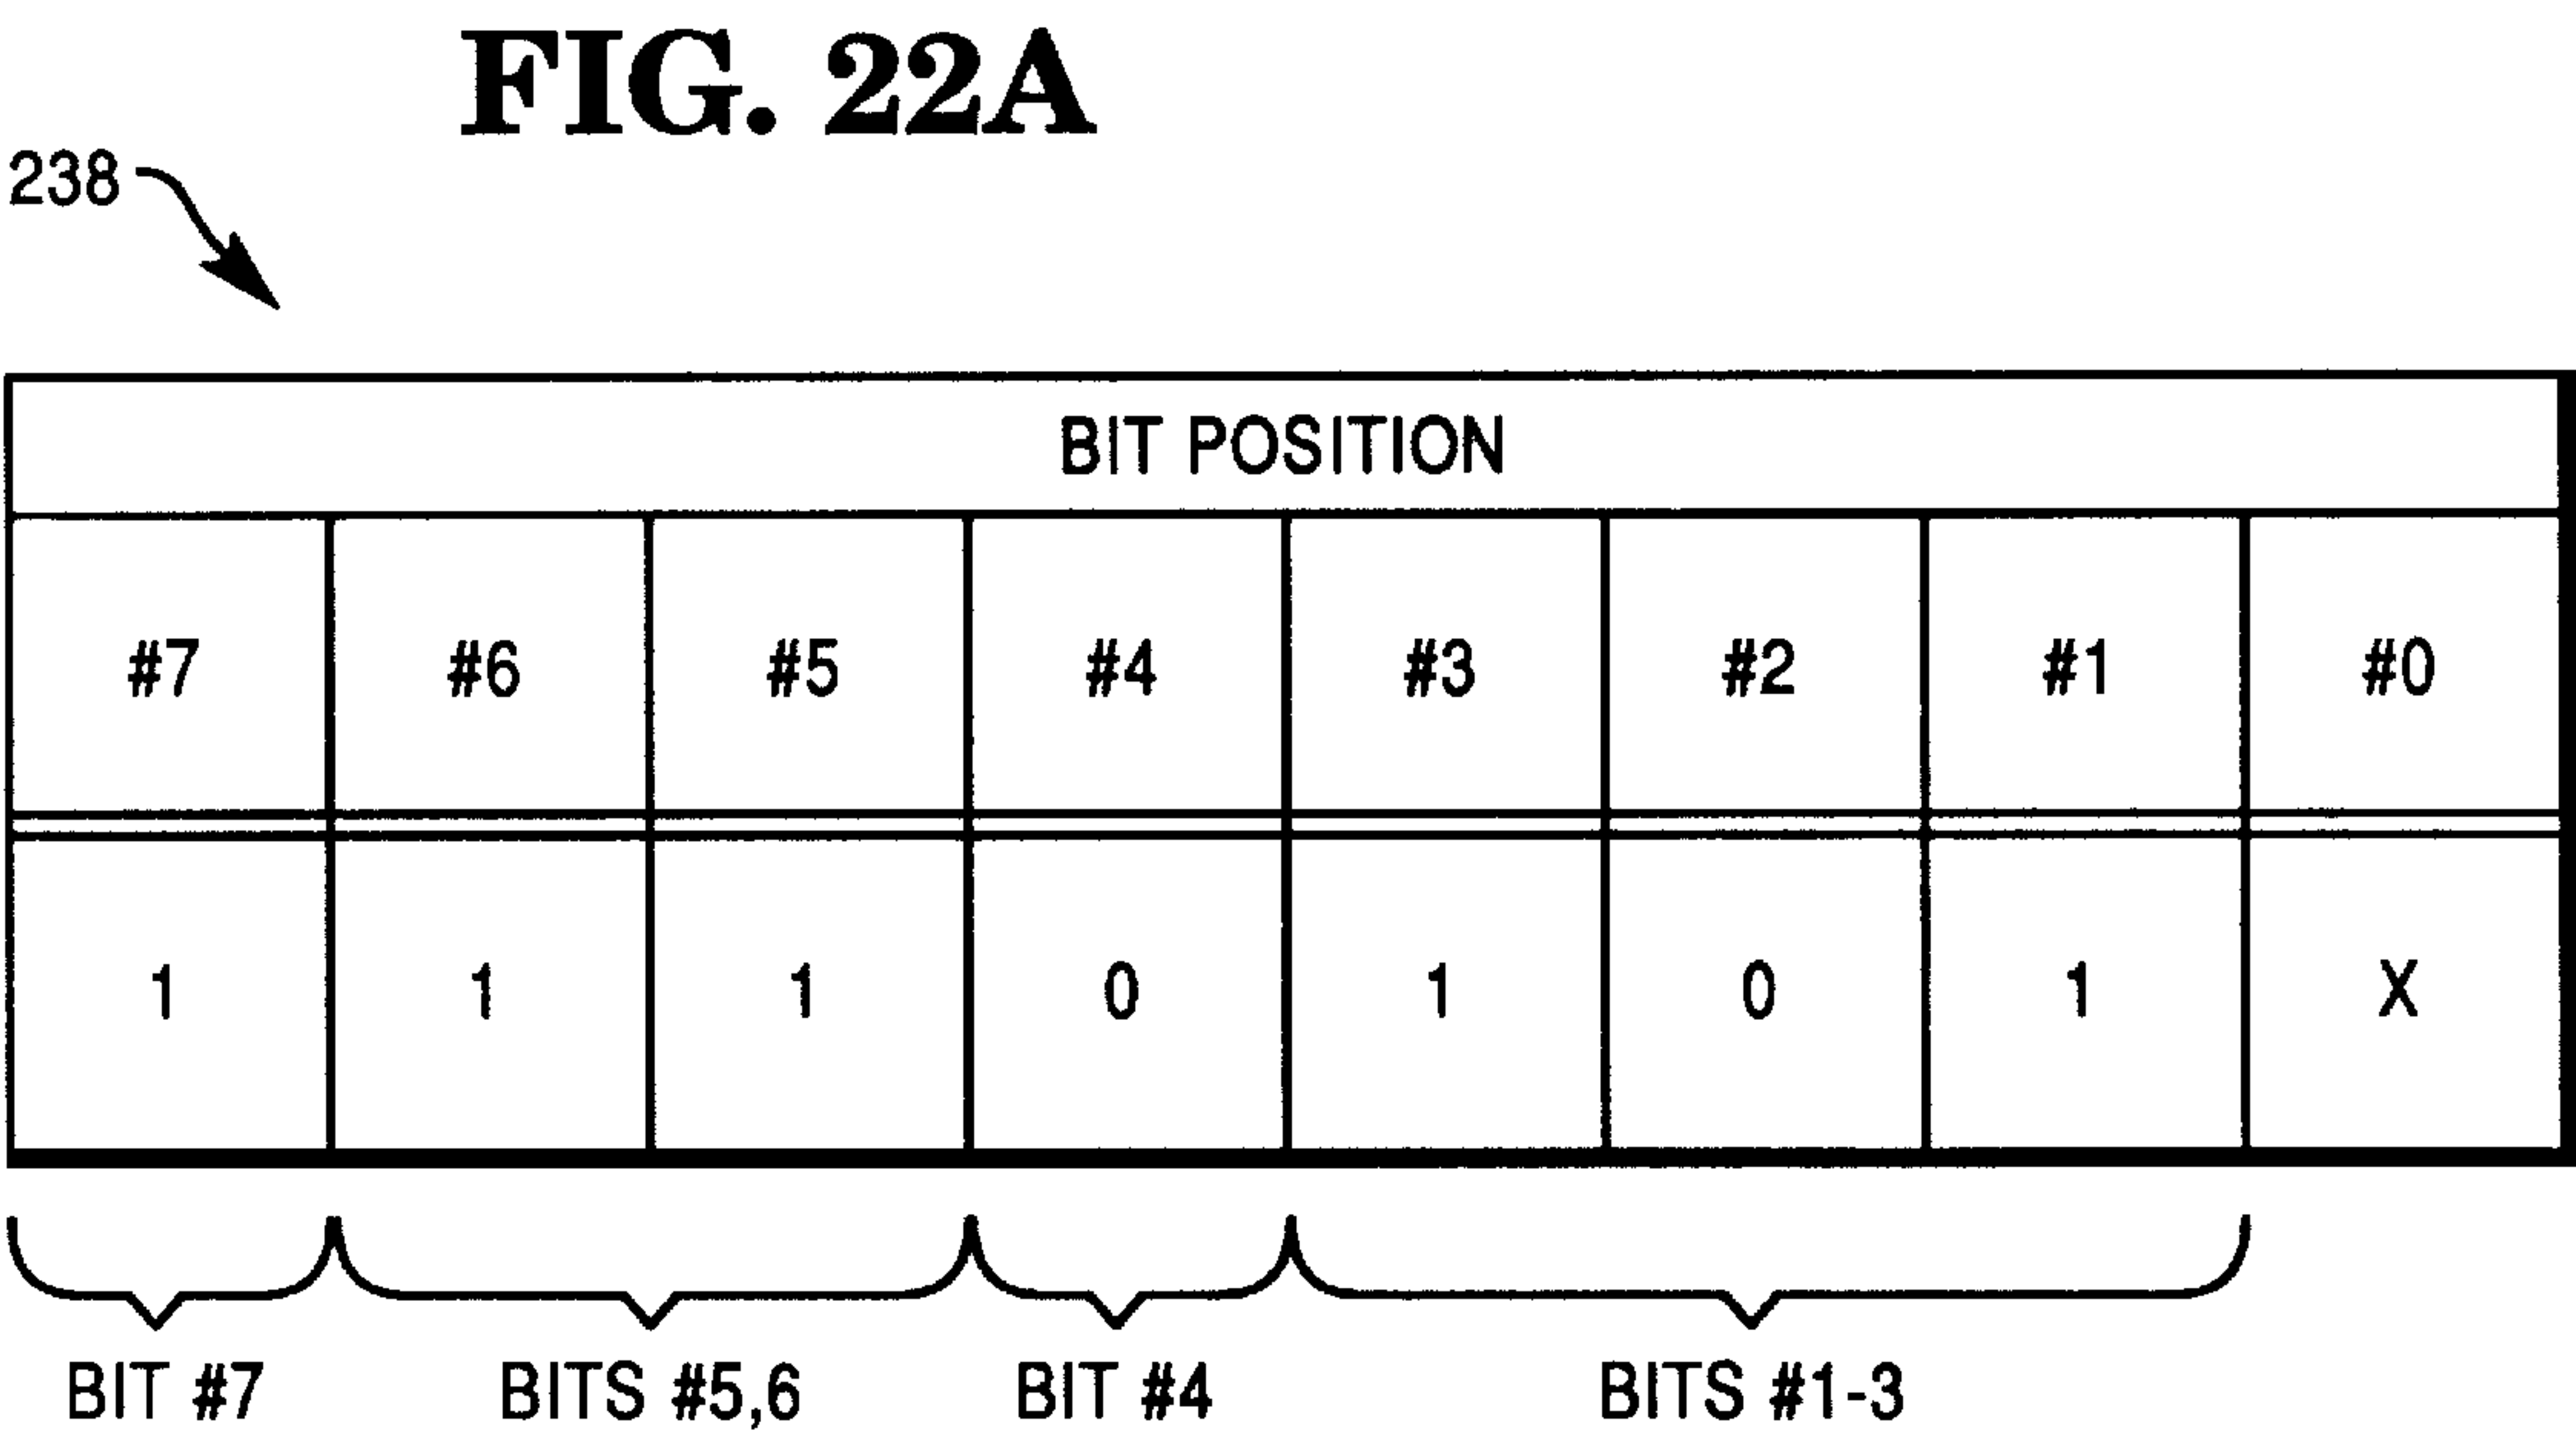 FIG. 22A
238
BIT POSITION
#7 #6 #5 #4 #3 #2 #1 #0
1 1 1 0 1 0 1 X
BIT #7 BITS #5,6 BIT #4 BITS #1-3